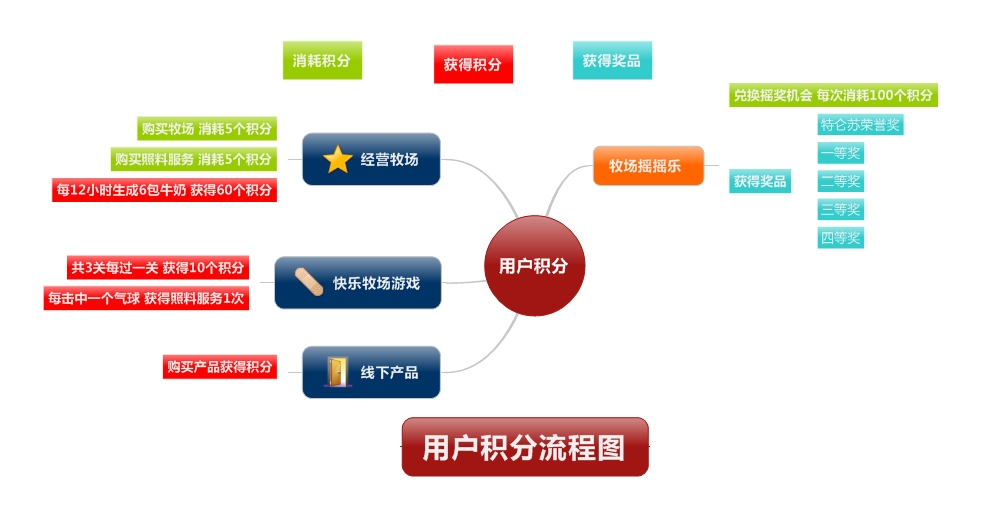 消耗积分
获得积分
获得奖品
购买牧场 消耗5个积分
购买照料服务 消耗5个积分
每12小时生成6包牛奶 获得60个积分
经营牧场
共3关每过一关 获得10个积分
每击中一个气球 获得照料服务1次
快乐牧场游戏
购买产品获得积分
线下产品
用户积分
牧场摇摇乐
兑换摇奖机会 每次消耗100个积分
获得奖品
特仑苏荣誉奖
一等奖
二等奖
三等奖
四等奖
用户积分流程图